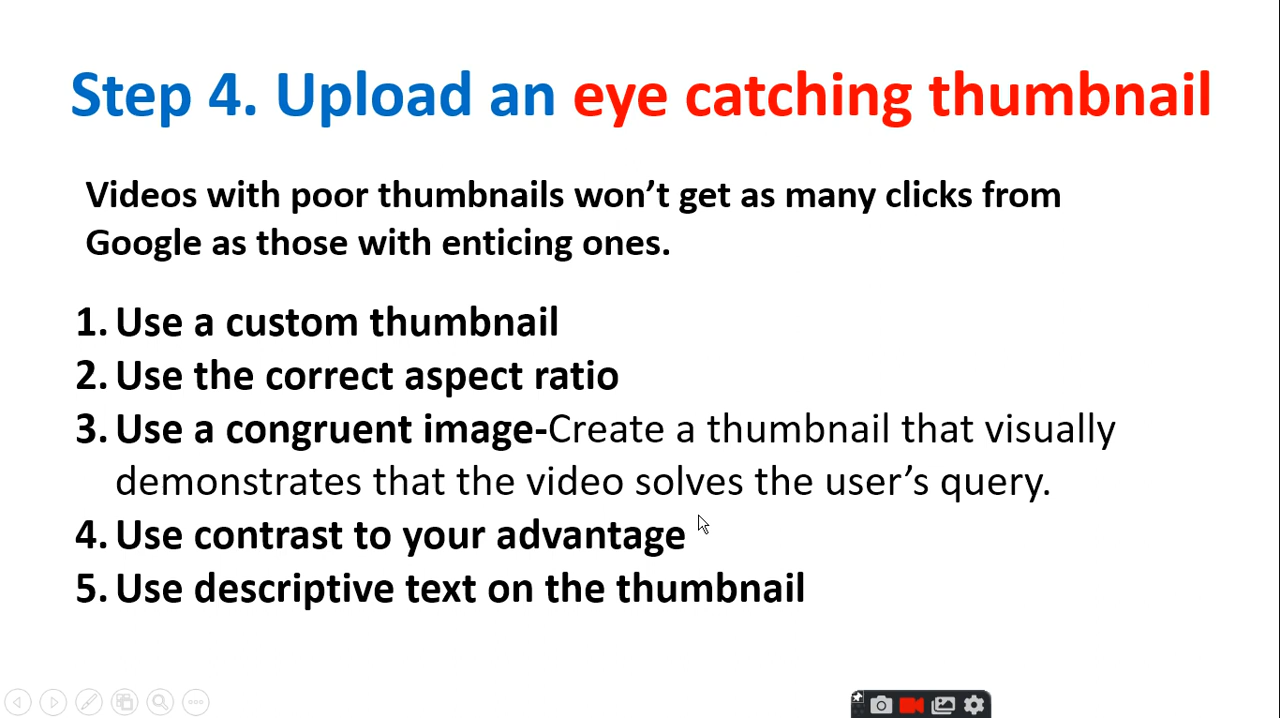 Step 4. Upload an eye catching thumbnail
Videos with poor thumbnails won’t get as many clicks from
Google as those with enticing ones.
1. Use a custom thumbnail
2. Use the correct aspect ratio
3. Use a congruent image-Create a thumbnail that visually
demonstrates that the video solves the user’s query.
4. Use contrast to your advantage
5. Use descriptive text on the thumbnail